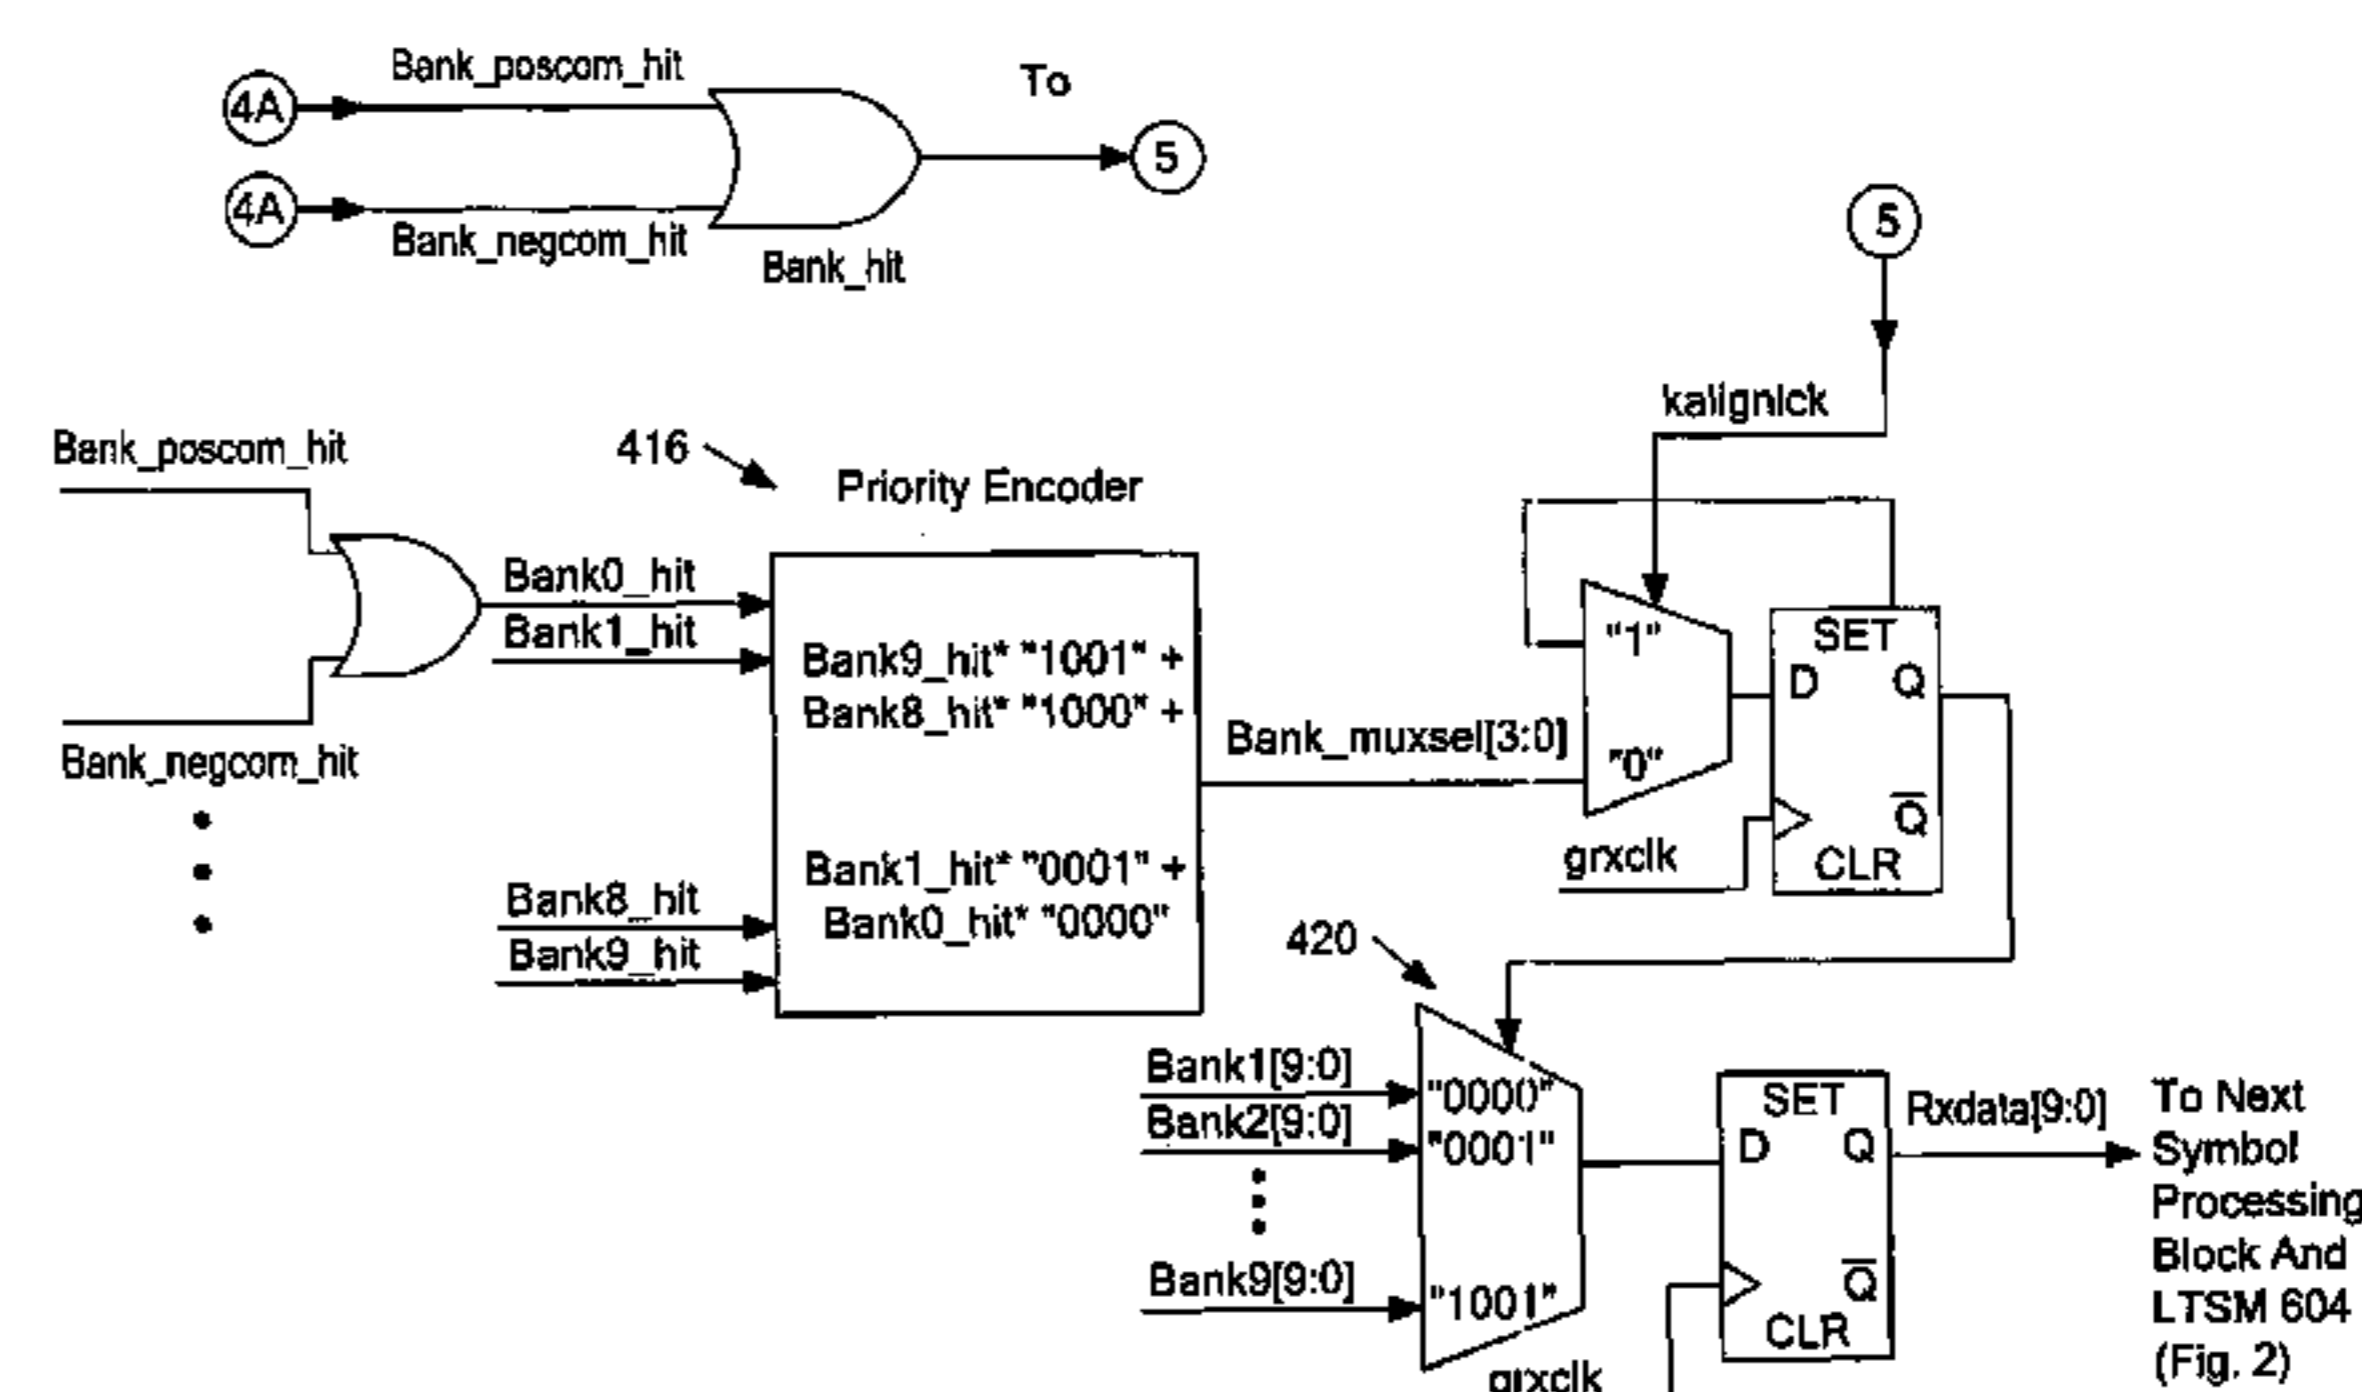 Bank_poscom_hit
To
4A
5
4A
Bank_negcom_hit
Bank_hit
5
kalignlck
Bank_poscom_hit
416
Priority Encoder
Bank0_hit
Bank1_hit
Bank9_hit* "1001" +
Bank8_hit* "1000" +
Bank_negcom_hit
Bank_muxsel[3:0]
"1"
"0"
SET
D Q
Q
CLR
grxclk
Bank1_hit* "0001" +
Bank0_hit* "0000"
Bank8_hit
Bank9_hit
420
Bank1[9:0]
"0000"
Bank2[9:0]
"0001"
Bank9[9:0]
"1001"
SET
D Q
Q
CLR
grxclk
Rxdata[9:0]
To Next
Symbol
Processing
Block And
LTSM 604
(Fig. 2)